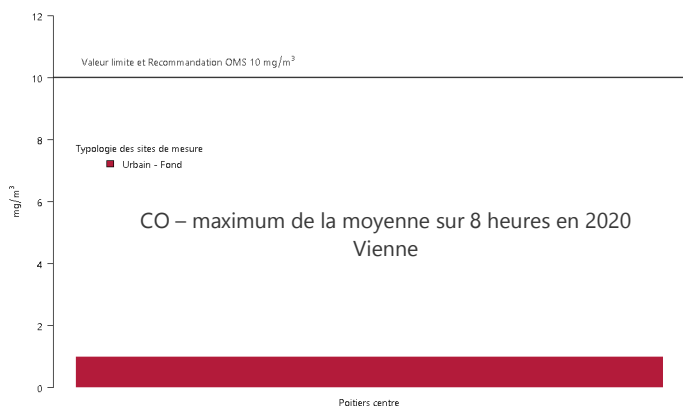 12
Valeur limite et Recommandation OMS 10 mg/m³
10
8
Typologie des sites de mesure
Urbain - Fond
mg/m³
6
CO – maximum de la moyenne sur 8 heures en 2020
Vienne
4
2
0
Poitiers centre